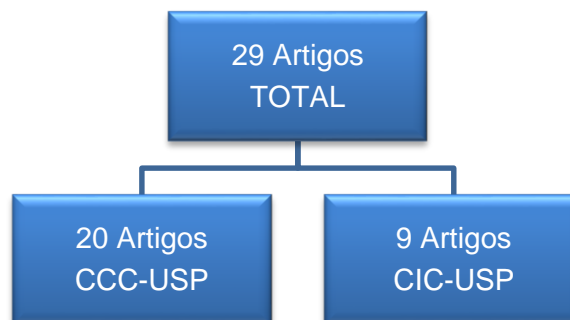 29 Artigos
TOTAL
20 Artigos
CCC-USP
9 Artigos
CIC-USP